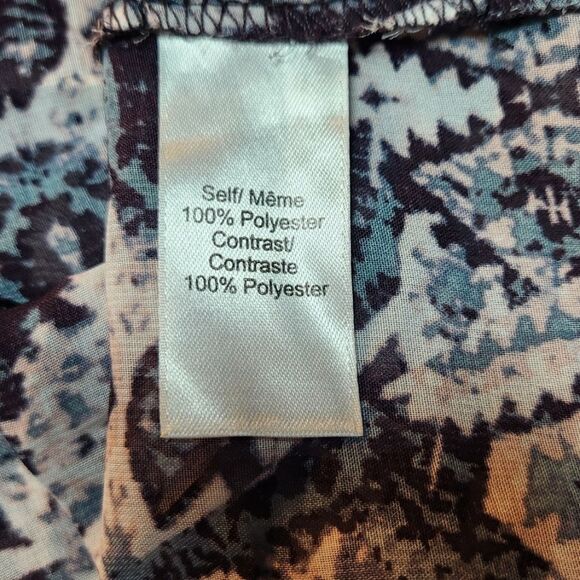 Self/ Même
100% Polyester
Contrast/
Contraste
100% Polyester